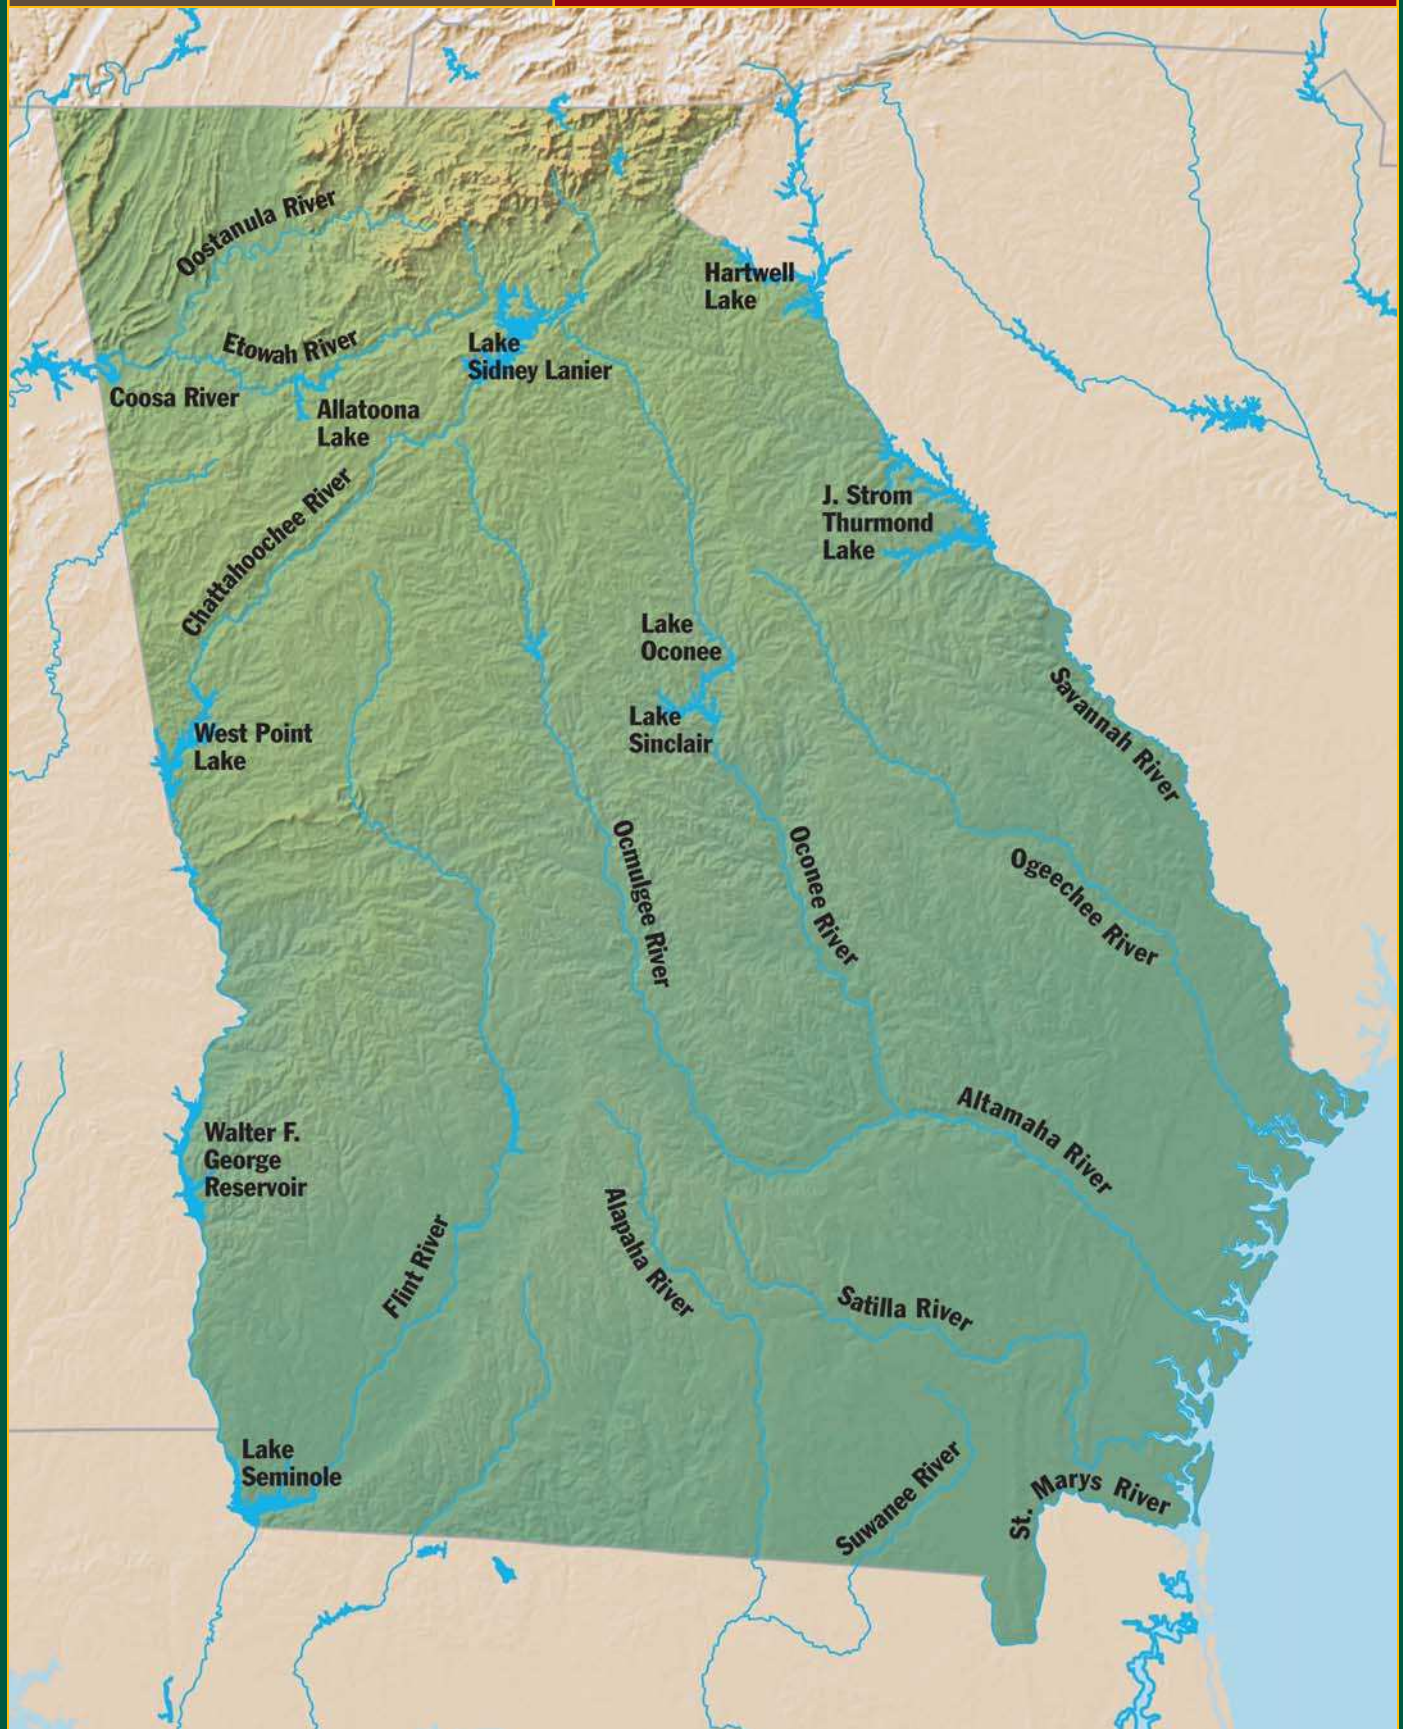 Oostanula River
Hartwell
Lake
Etowah River
Lake
Sidney Lanier
Coosa River
Allatoona
Lake
Chattahoochee River
J. Strom
Thurmond
Lake
Lake
Oconee
Savannah River
West Point
Lake
Lake
Sinclair
Ocmulgee River
Oconee River
Ogeechee River
Altamaha River
Walter F.
George
Reservoir
Alapaha River
Flint River
Satilla River
Lake
Seminole
Suwanee River
St. Marys River